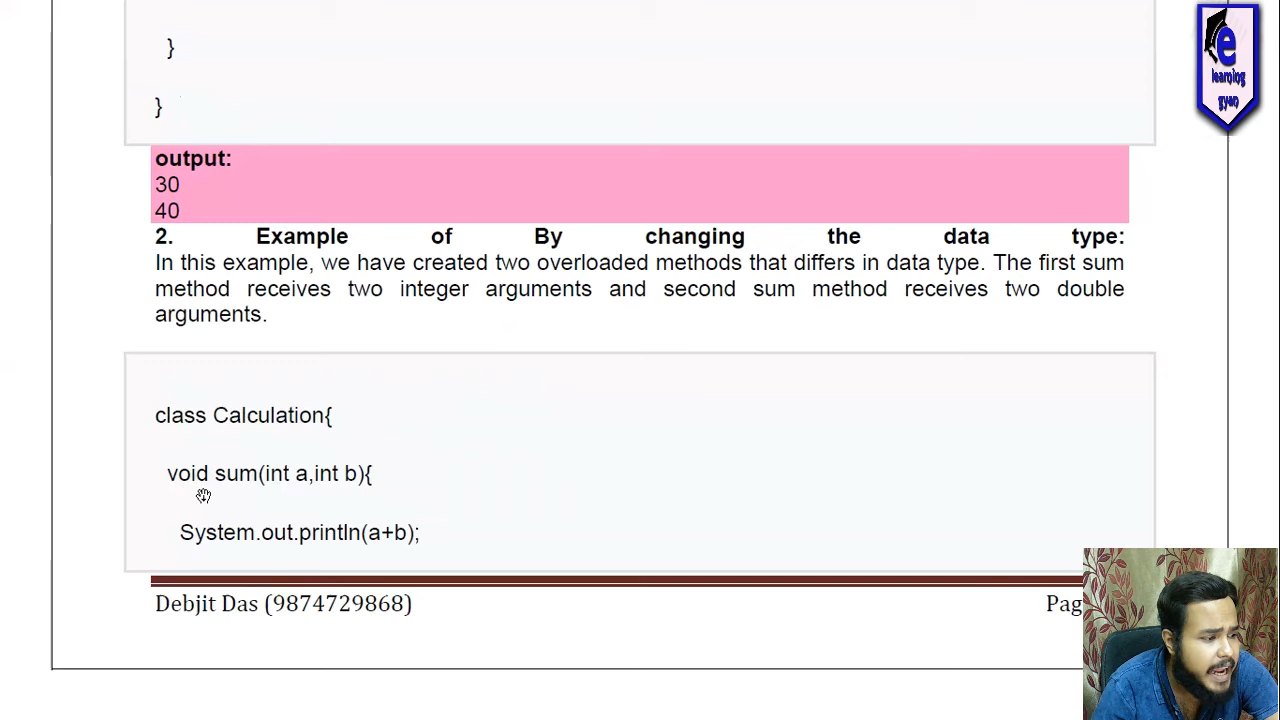 }
}
output:
30
40
2. Example of By changing the data type:
In this example, we have created two overloaded methods that differs in data type. The first sum
method receives two integer arguments and second sum method receives two double
arguments.
class Calculation{
void sum(int a,int b){
System.out.println(a+b);
Debjit Das (9874729868)
Pag
e
learning
gyan